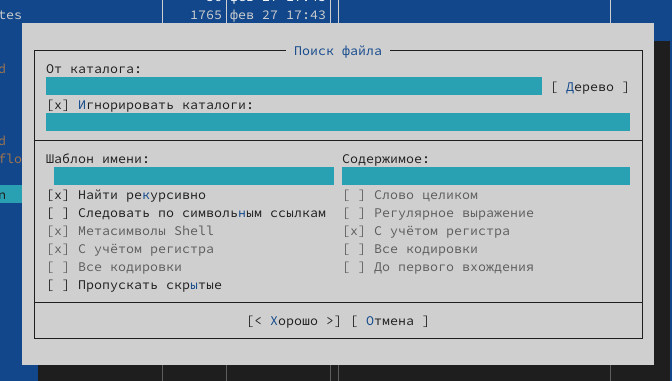 tes
1765 фев 27 17:43
d
Поиск файла
От каталога:
[ Дерево ]
[x] Игнорировать каталоги:
d
flo
Шаблон имени: Содержимое:
n
[x] Найти рекурсивно [ ] Слово целиком
[ ] Следовать по символьным ссылкам [ ] Регулярное выражение
[x] Метасимволы Shell [x] С учётом регистра
[x] С учётом регистра [ ] Все кодировки
[ ] Все кодировки [ ] До первого вхождения
[ ] Пропускать скрытые
[< Хорошо >] [ Отмена ]